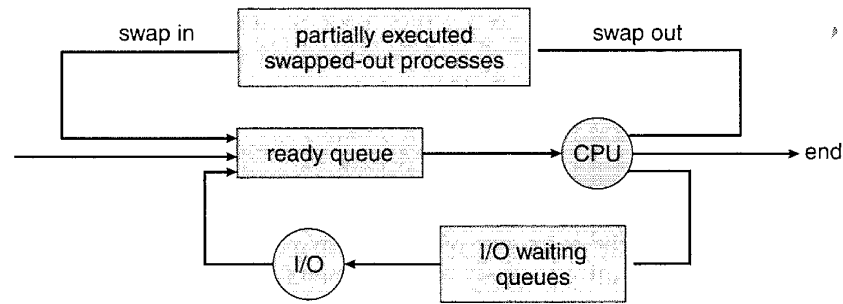 swap in
partially executed
swapped-out processes
swap out
ready queue
CPU
end
I/O
I/O waiting
queues